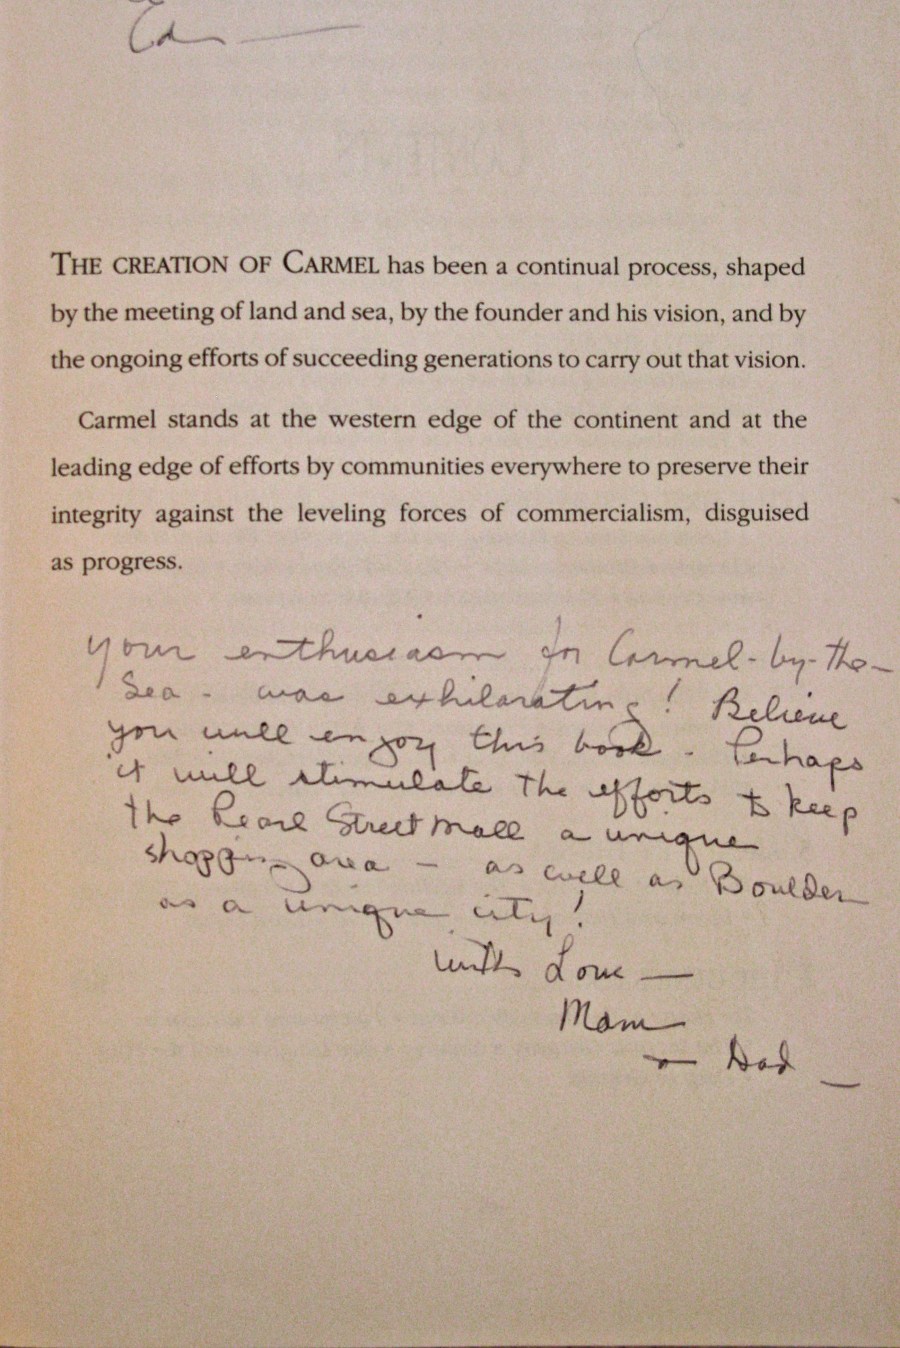 Ed —
THE CREATION OF CARMEL has been a continual process, shaped
by the meeting of land and sea, by the founder and his vision, and by
the ongoing efforts of succeeding generations to carry out that vision.
Carmel stands at the western edge of the continent and at the
leading edge of efforts by communities everywhere to preserve their
integrity against the leveling forces of commercialism, disguised
as progress.
Your enthusiasm for Carmel-by-the-
Sea - was exhilarating! Believe
you will enjoy this book - Perhaps
it will stimulate the efforts to keep
the Pearl Street Mall a unique
shopping area - as well as Boulder
as a unique city!
With Love —
Mom
+ Dad —